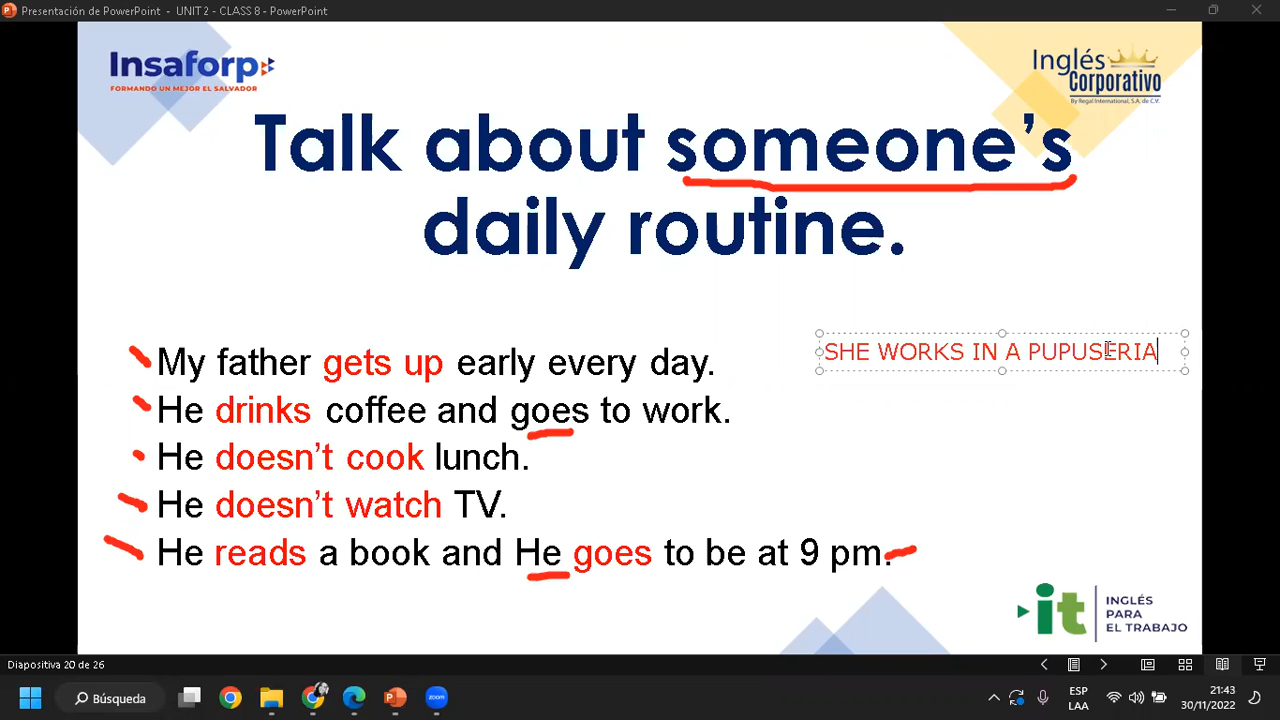 Presentación de PowerPoint - UNIT 2 - CLASS 8 - PowerPoint
Insaforp
FORMANDO UN MEJOR EL SALVADOR
Inglés
Corporativo
By Regal International, S.A. de C.V.
Talk about someone's
daily routine.
SHE WORKS IN A PUPUSERIA
My father gets up early every day.
He drinks coffee and goes to work.
He doesn't cook lunch.
He doesn't watch TV.
He reads a book and He goes to be at 9 pm.
it
INGLÉS
PARA
EL TRABAJO
Diapositiva 20 de 26
Búsqueda
zoom
ESP
LAA
21:43
30/11/2022